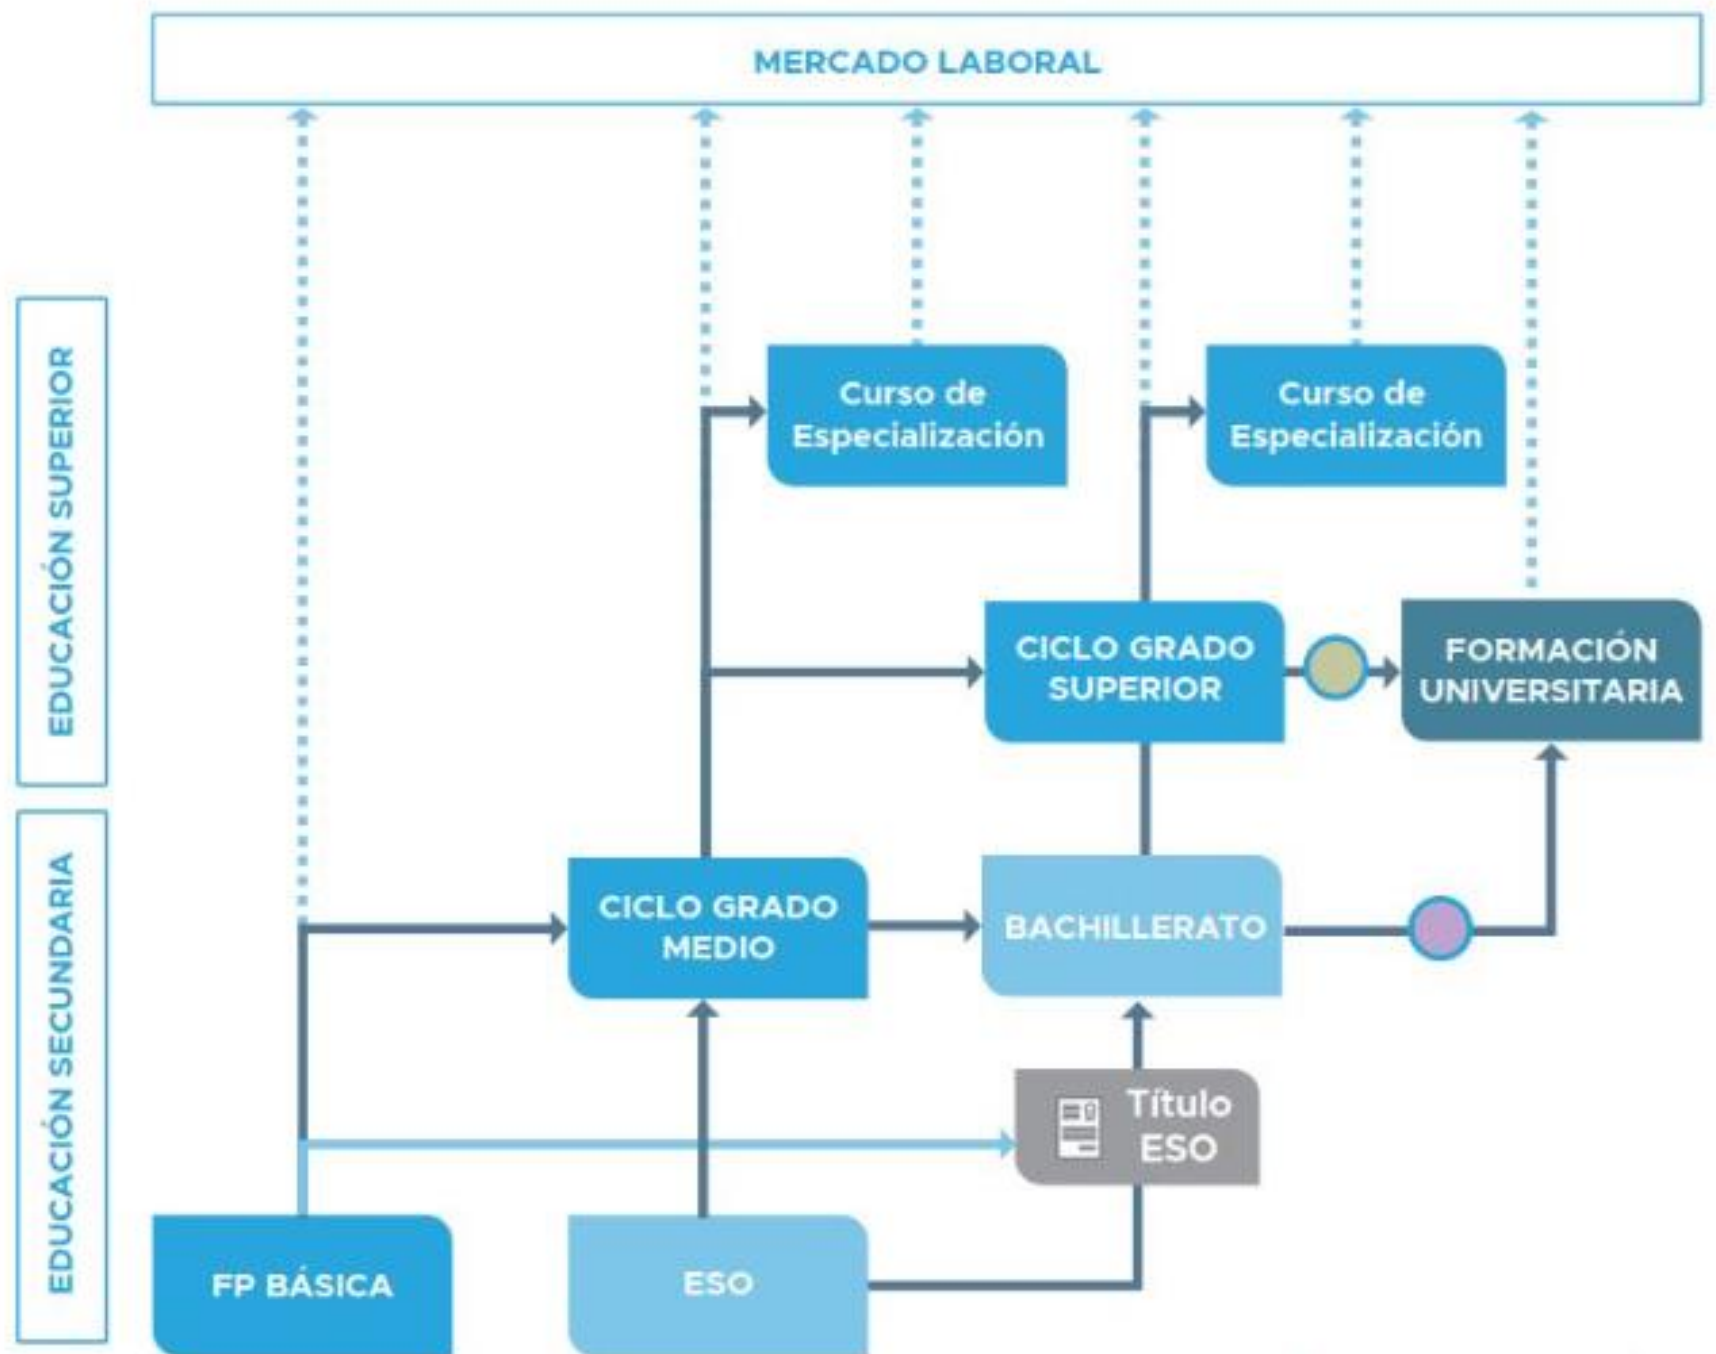 MERCADO LABORAL
EDUCACIÓN SUPERIOR
Curso de
Especialización
Curso de
Especialización
CICLO GRADO
SUPERIOR
FORMACIÓN
UNIVERSITARIA
EDUCACIÓN SECUNDARIA
CICLO GRADO
MEDIO
BACHILLERATO
Título
ESO
FP BÁSICA
ESO